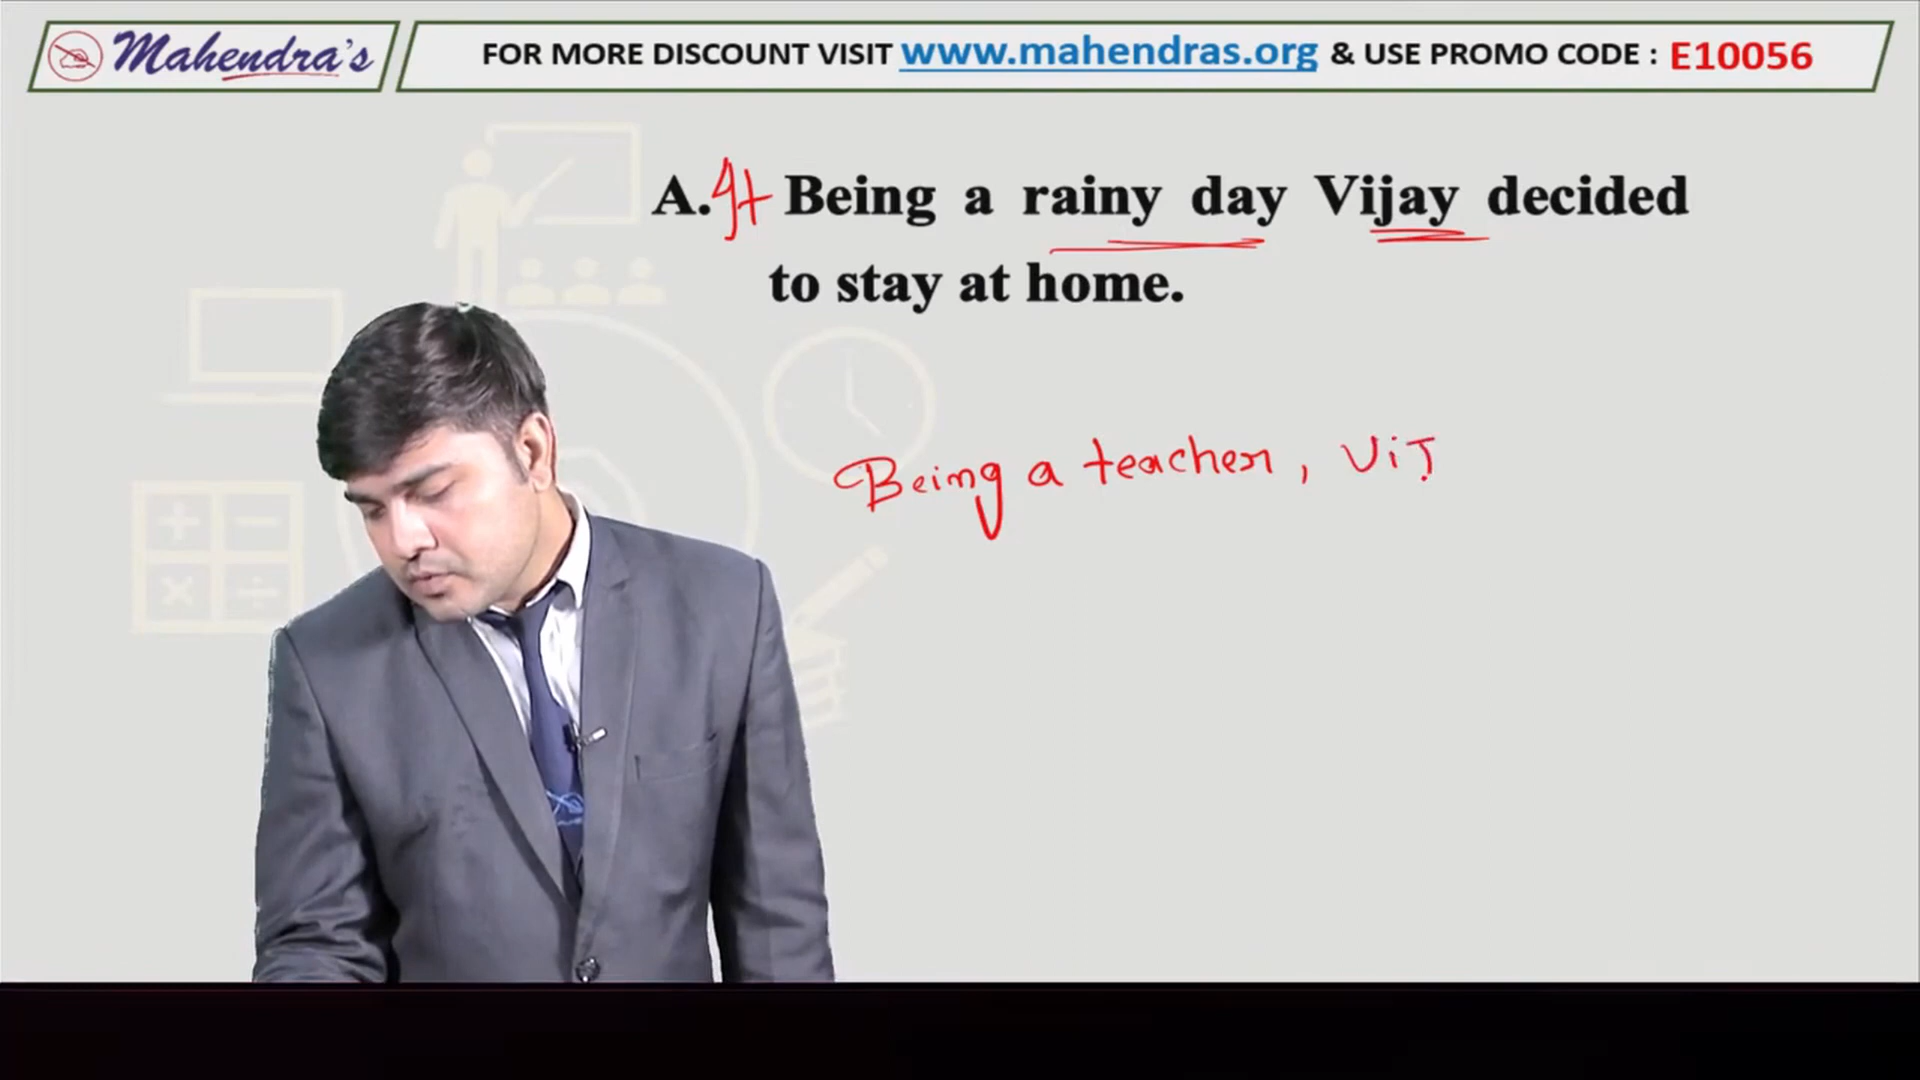 Mahendra's
FOR MORE DISCOUNT VISIT www.mahendras.org & USE PROMO CODE : E10056
A. It Being a rainy day Vijay decided
to stay at home.
Being a teacher, ViJ